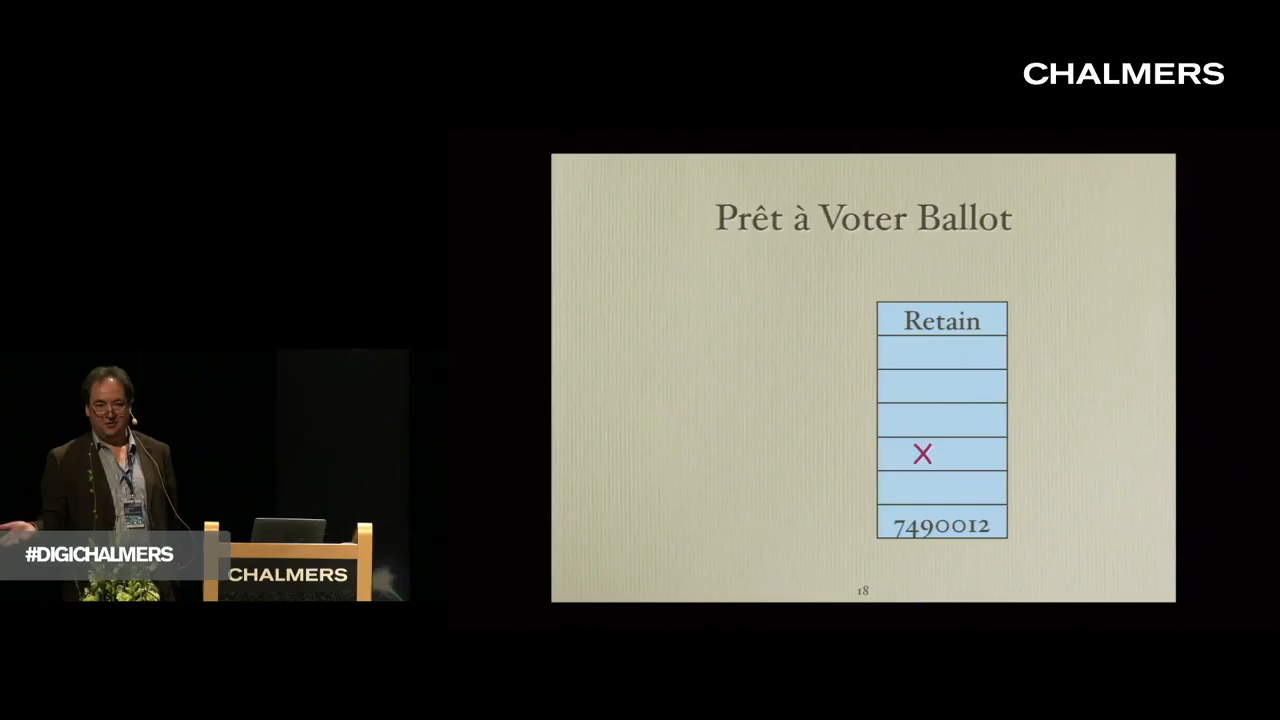 CHALMERS
Prêt à Voter Ballot
Retain
X
7490012
18
#DIGICHALMERS
CHALMERS